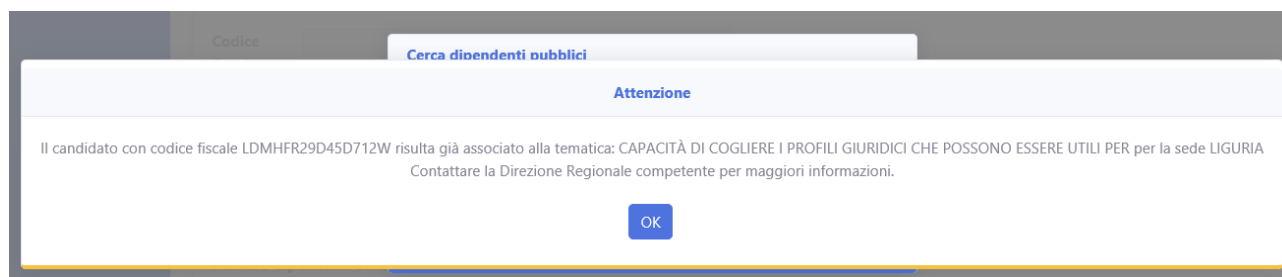 Codice
Cerca dipendenti pubblici
Attenzione
Il candidato con codice fiscale LDMHFR29D45D712W risulta già associato alla tematica: CAPACITÀ DI COGLIERE I PROFILI GIURIDICI CHE POSSONO ESSERE UTILI PER per la sede LIGURIA
Contattare la Direzione Regionale competente per maggiori informazioni.
OK